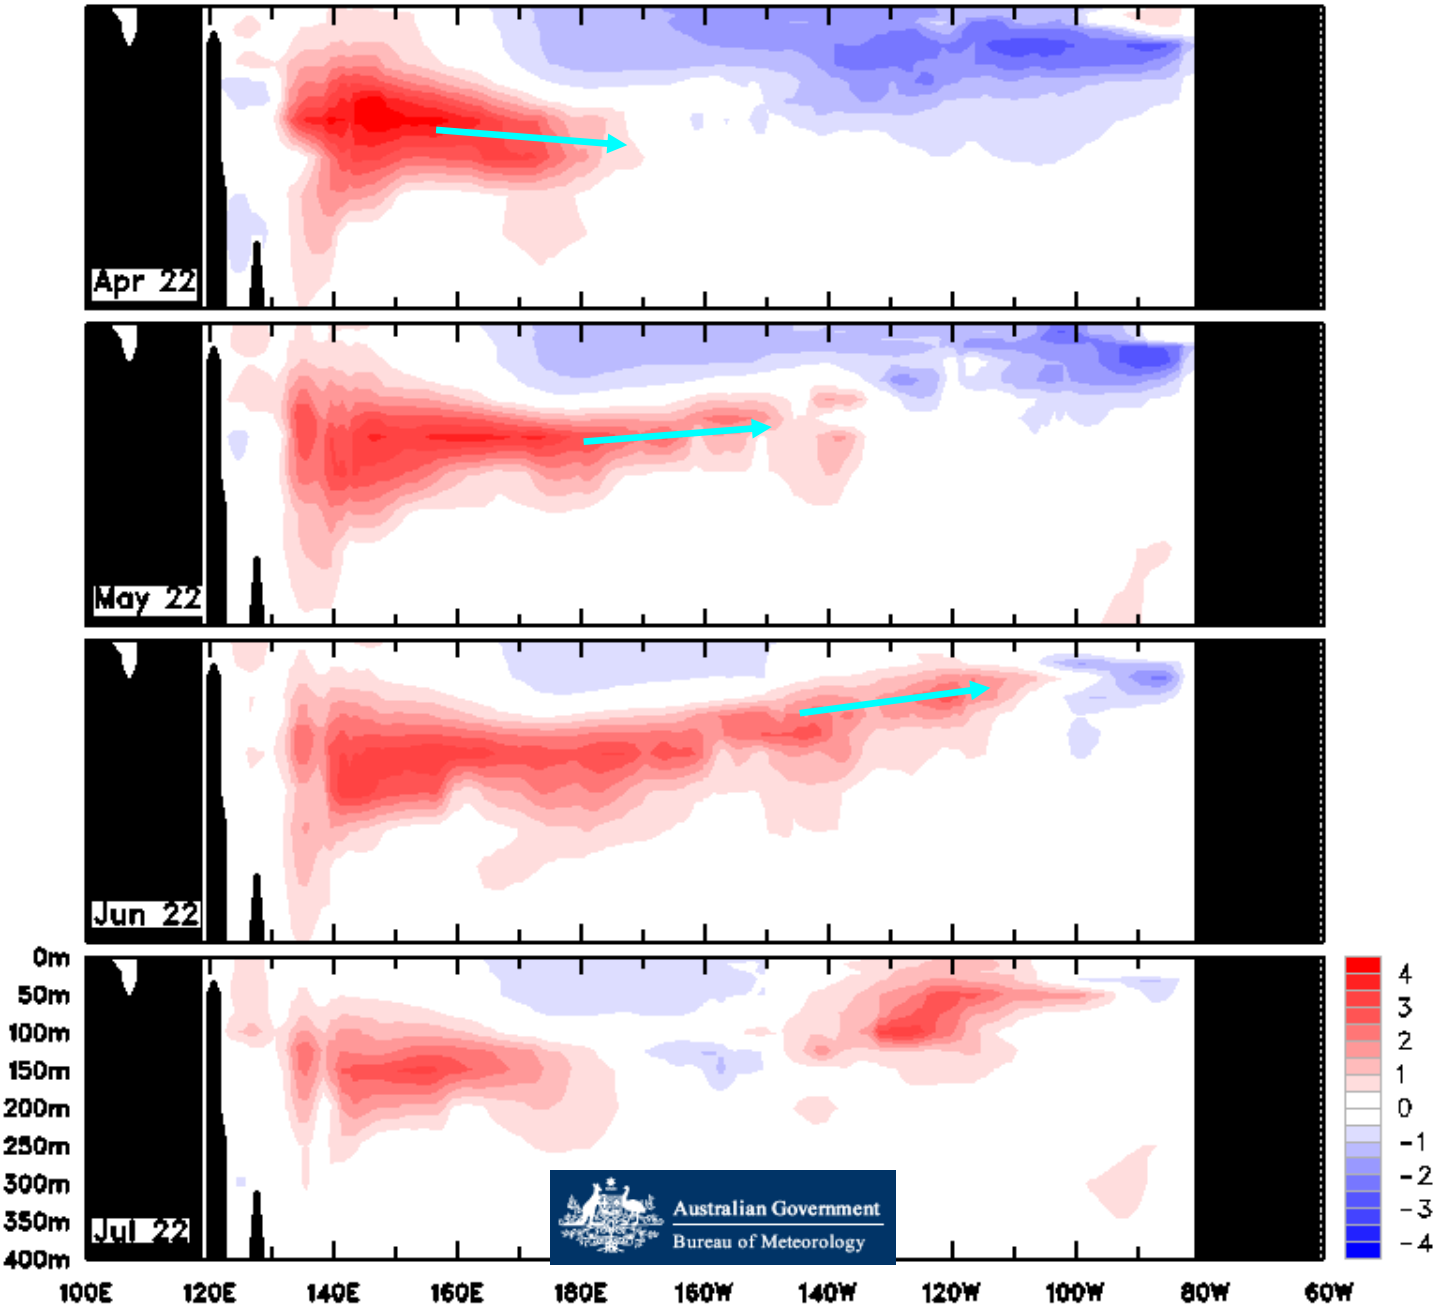 Apr 22
May 22
Jun 22
0m
50m
100m
150m
200m
250m
300m
350m
400m
Jul 22
4
3
2
1
0
-1
-2
-3
-4
Australian Government
Bureau of Meteorology
100E 120E 140E 160E 180E 160W 140W 120W 100W 80W 60W